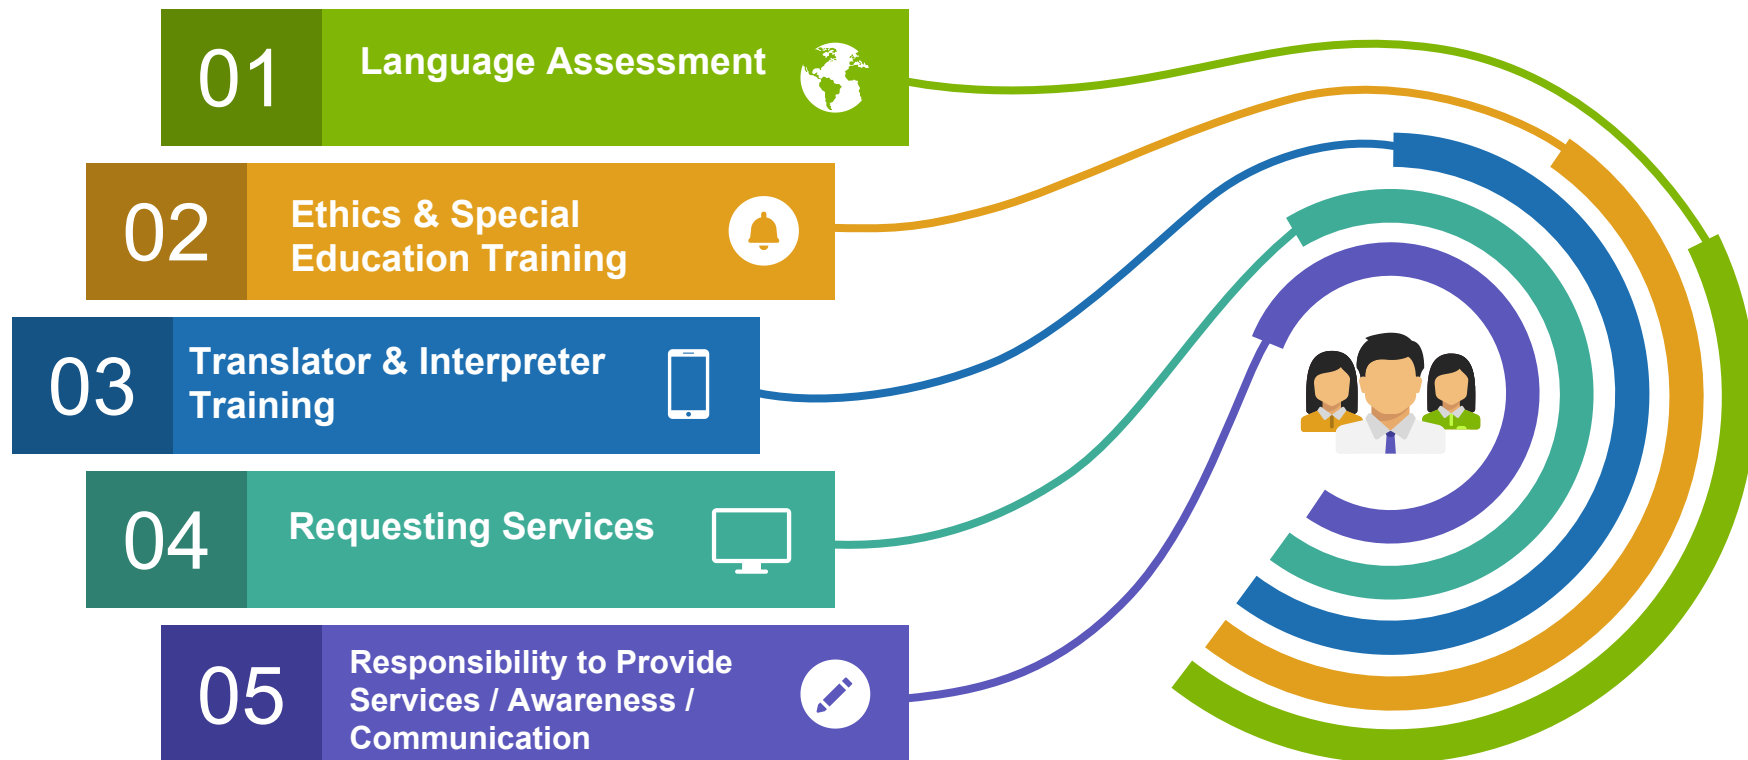 01
Language Assessment
02
Ethics & Special
Education Training
03
Translator & Interpreter
Training
04
Requesting Services
05
Responsibility to Provide
Services / Awareness /
Communication